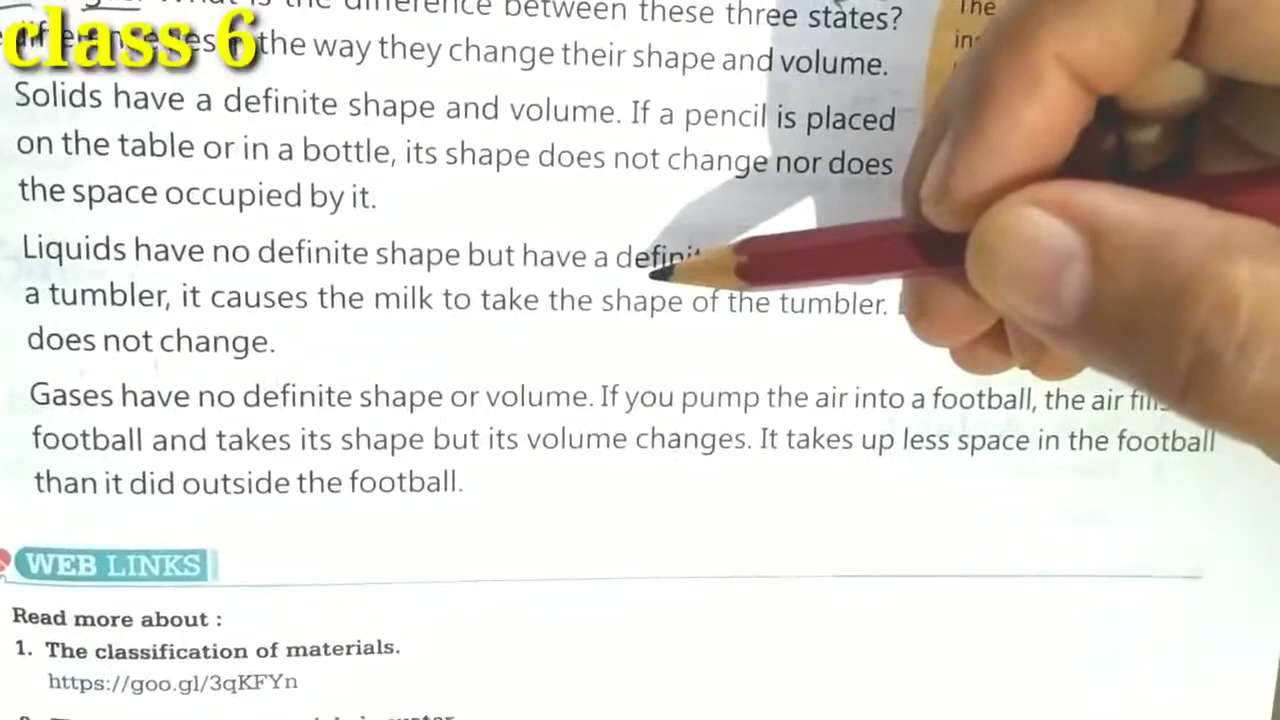 is the difference between these three states?
class 6
the way they change their shape and volume.
Solids have a definite shape and volume. If a pencil is placed
on the table or in a bottle, its shape does not change nor does
the space occupied by it.
Liquids have no definite shape but have a
a tumbler, it causes the milk to take the shape of the tumbler.
does not change.
Gases have no definite shape or volume. If you pump the air into a football, the air
football and takes its shape but its volume changes. It takes up less space in the football
than it did outside the football.
WEB LINKS
Read more about :
1. The classification of materials.
https://goo.gl/3qKFYn
The